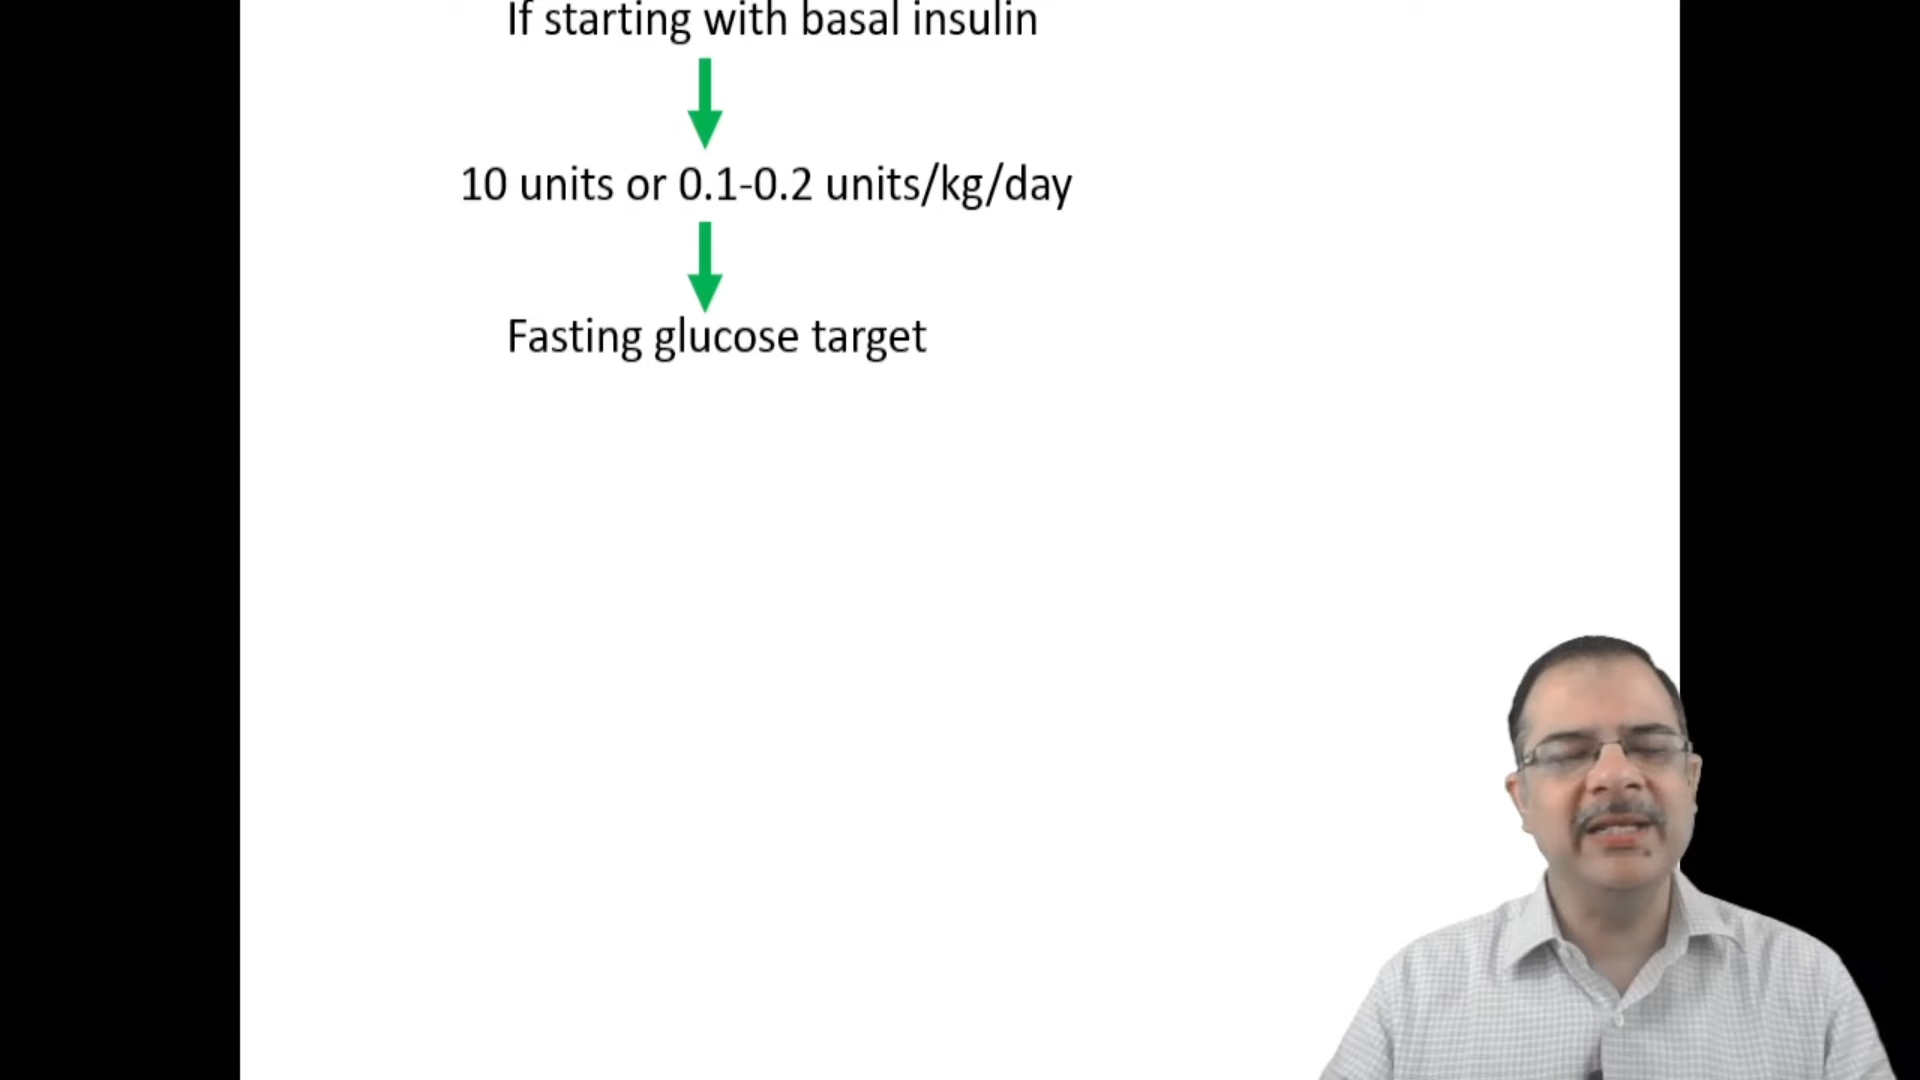 If starting with basal insulin
10 units or 0.1-0.2 units/kg/day
Fasting glucose target